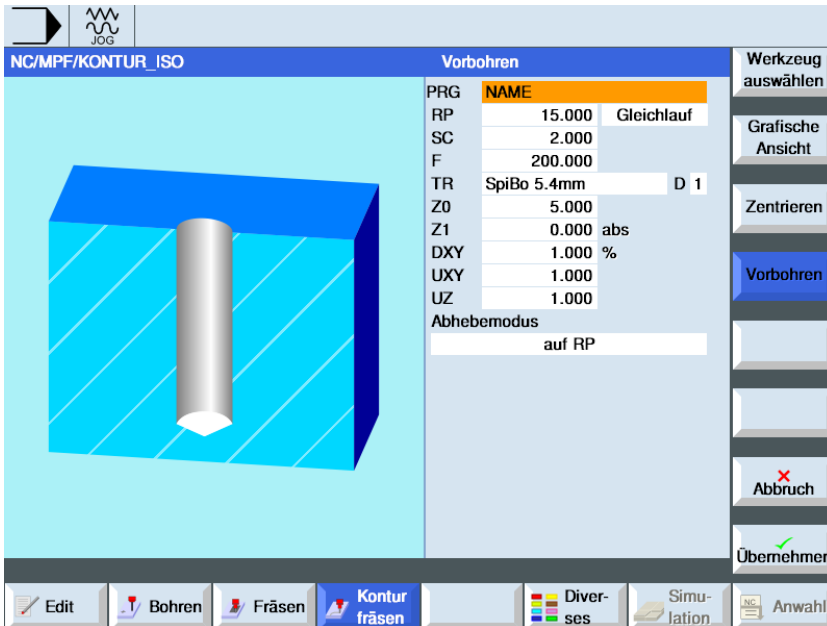 JOG
NC/MPF/KONTUR_ISO
Vorbohren
PRG NAME
RP 15.000 Gleichlauf
SC 2.000
F 200.000
TR SpiBo 5.4mm D 1
Z0 5.000
Z1 0.000 abs
DXY 1.000 %
UXY 1.000
UZ 1.000
Abhebemodus
auf RP
Werkzeug
auswählen
Grafische
Ansicht
Zentrieren
Vorbohren
Abbruch
Übernehmen
Edit
Bohren
Fräsen
Kontur
fräsen
Diver-
ses
Simu-
lation
NC
Anwahl